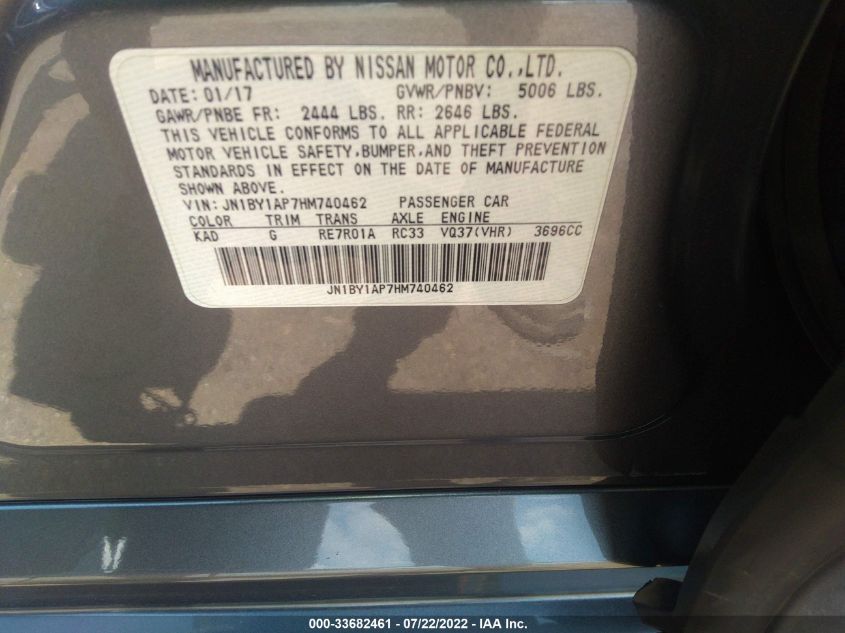 MANUFACTURED BY NISSAN MOTOR CO.,LTD.
DATE: 01/17 GVWR/PNBV: 5006 LBS.
GAWR/PNBE FR: 2444 LBS. RR: 2646 LBS.
THIS VEHICLE CONFORMS TO ALL APPLICABLE FEDERAL
MOTOR VEHICLE SAFETY,BUMPER,AND THEFT PREVENTION
STANDARDS IN EFFECT ON THE DATE OF MANUFACTURE
SHOWN ABOVE.
VIN: JN1BY1AP7HM740462 PASSENGER CAR
COLOR TRIM TRANS AXLE ENGINE
KAD G RE7R01A RC33 VQ37(VHR) 3696CC
JN1BY1AP7HM740462
000-33682461 - 07/22/2022 - IAA Inc.